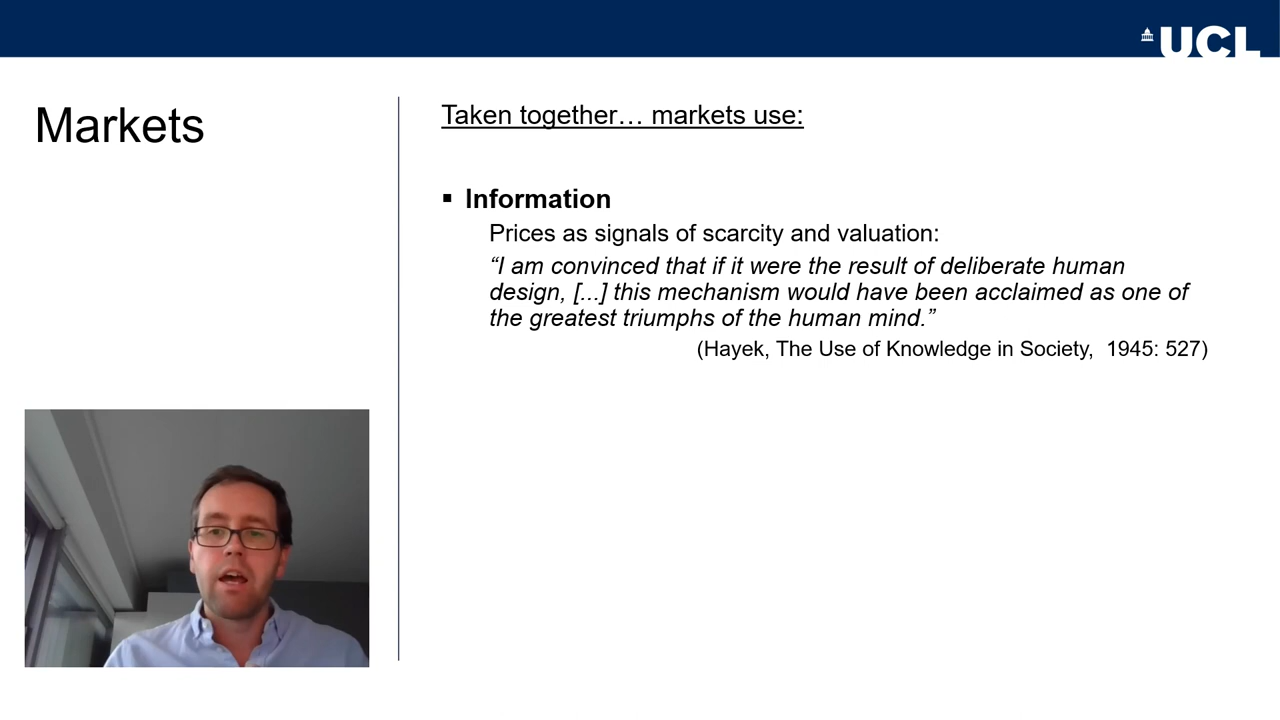 UCL
Markets
Taken together… markets use:
▪ Information
Prices as signals of scarcity and valuation:
“I am convinced that if it were the result of deliberate human
design, [...] this mechanism would have been acclaimed as one of
the greatest triumphs of the human mind.”
(Hayek, The Use of Knowledge in Society,  1945: 527)